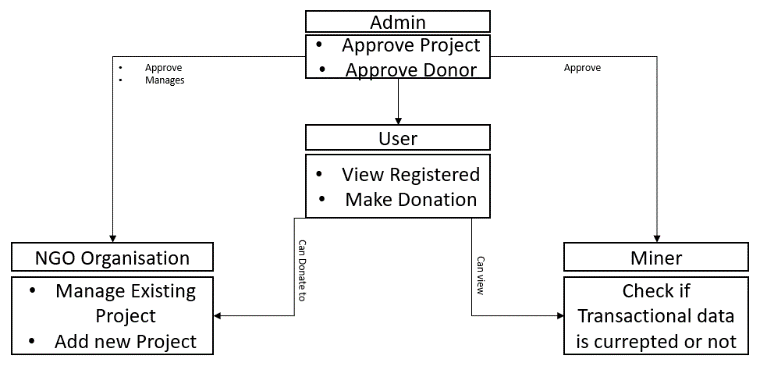 Admin
• Approve Project
• Approve Donor
• Approve
• Manages
Approve
User
• View Registered
• Make Donation
Can Donate to
Can view
NGO Organisation
• Manage Existing
Project
• Add new Project
Miner
Check if
Transactional data
is currepted or not